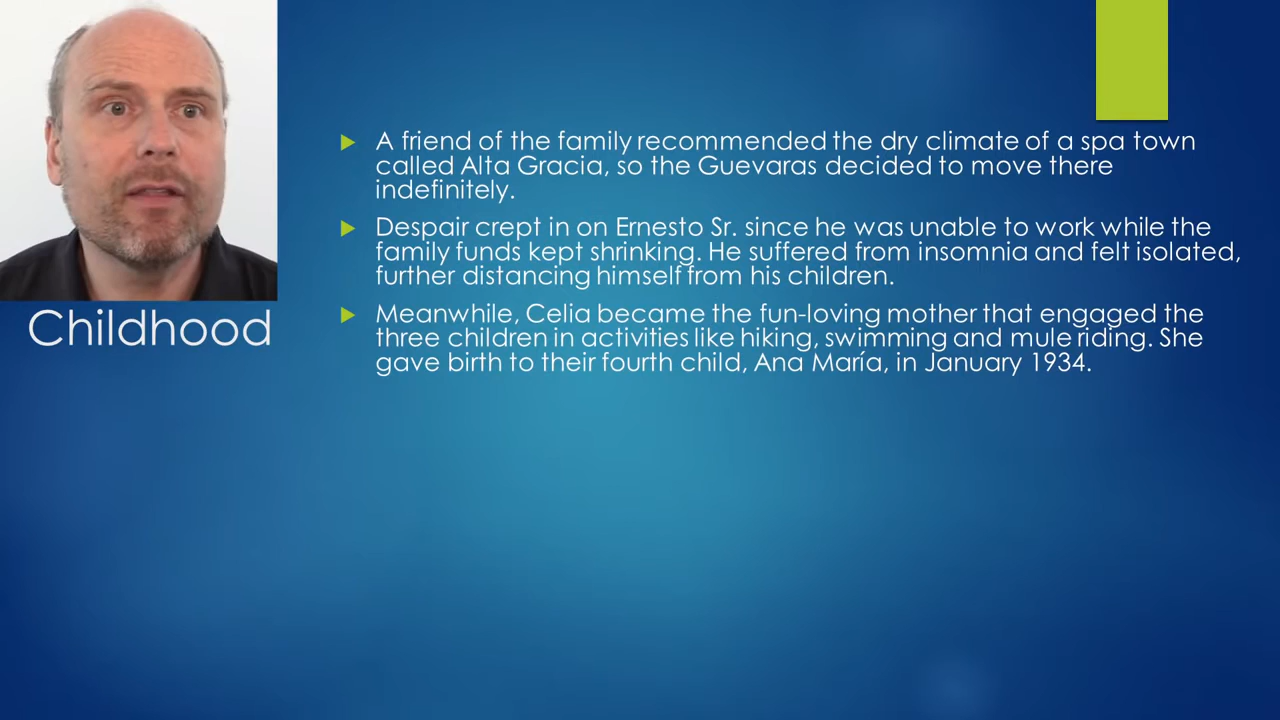 Childhood
A friend of the family recommended the dry climate of a spa town
called Alta Gracia, so the Guevaras decided to move there
indefinitely.
Despair crept in on Ernesto Sr. since he was unable to work while the
family funds kept shrinking. He suffered from insomnia and felt isolated,
further distancing himself from his children.
Meanwhile, Celia became the fun-loving mother that engaged the
three children in activities like hiking, swimming and mule riding. She
gave birth to their fourth child, Ana María, in January 1934.